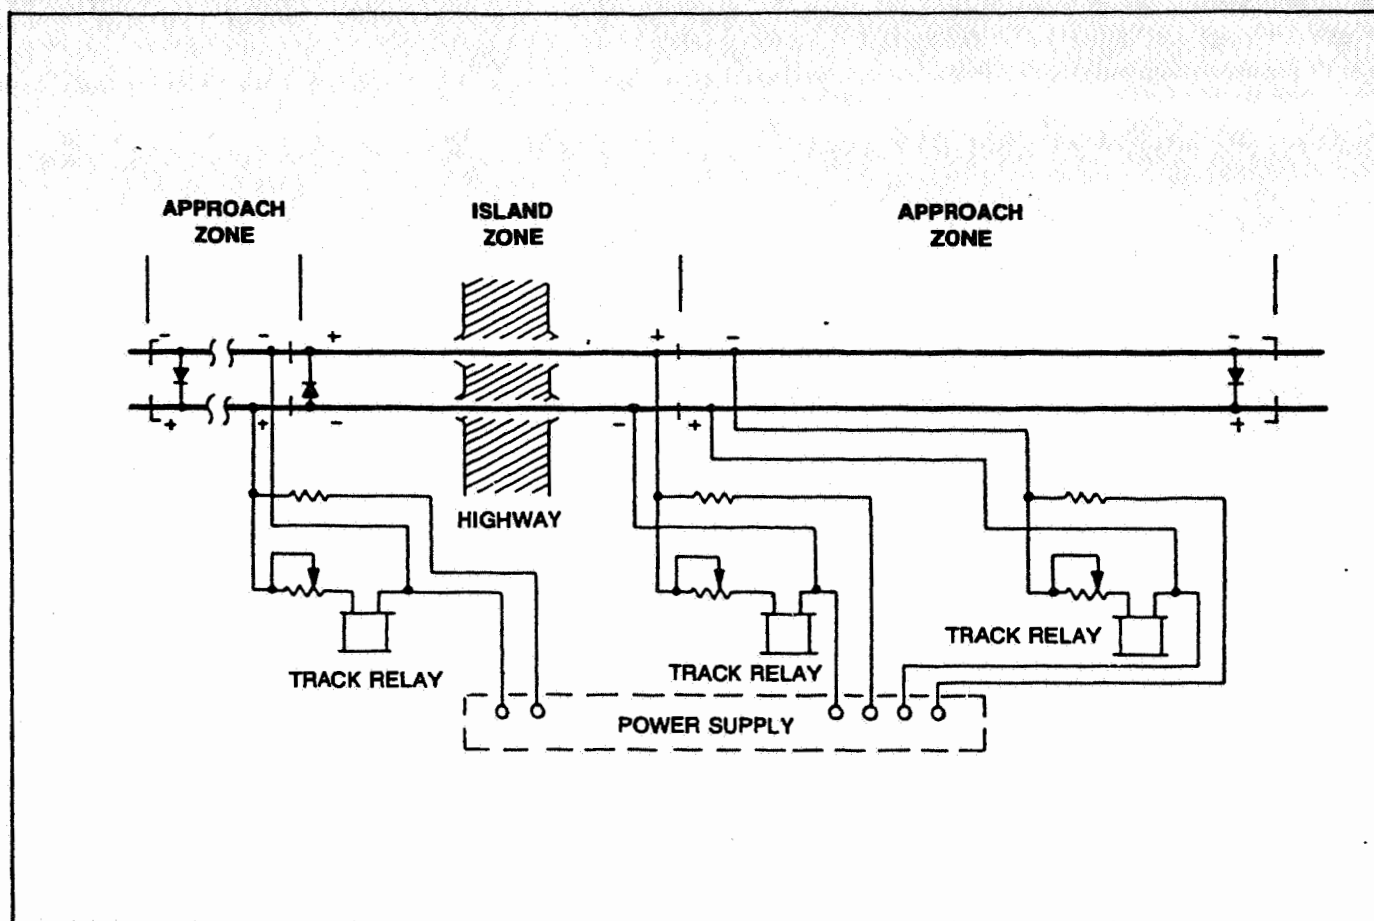 APPROACH
ZONE
ISLAND
ZONE
APPROACH
ZONE
- - + + - -
+ + - - + +
HIGHWAY
TRACK RELAY
TRACK RELAY
TRACK RELAY
POWER SUPPLY